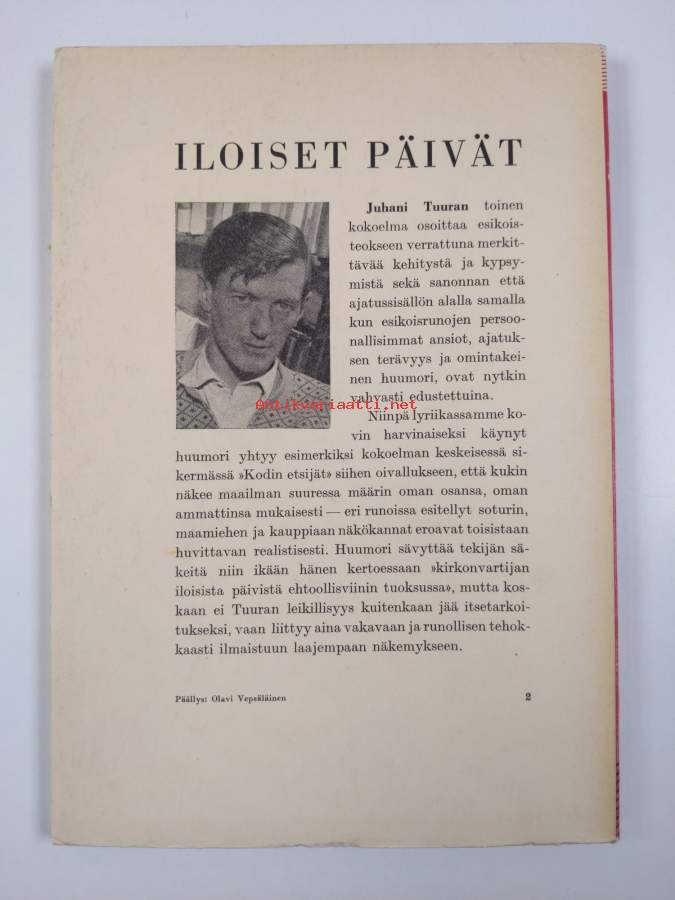 ILOISET PÄIVÄT
Juhani Tuuran toinen
kokoelma osoittaa esikois-
teokseen verrattuna merkit-
tävää kehitystä ja kypsy-
mistä sekä sanonnan että
ajatussisällön alalla samalla
kun esikoisrunojen persoo-
nallisimmat ansiot, ajatuk-
sen terävyys ja omintakei-
nen huumori, ovat nytkin
vahvasti edustettuina.
Antikvariaatti.net
Niinpä lyriikassamme ko-
vin harvinaiseksi käynyt
huumori yhtyy esimerkiksi kokoelman keskeisessä si-
kermässä »Kodin etsijät» siihen oivallukseen, että kukin
näkee maailman suuressa määrin oman osansa, oman
ammattinsa mukaisesti — eri runoissa esitellyt soturin,
maamiehen ja kauppiaan näkökannat eroavat toisistaan
huvittavan realistisesti. Huumori sävyttää tekijän sä-
keitä niin ikään hänen kertoessaan »kirkonvartijan
iloisista päivistä ehtoollisviinin tuoksussa», mutta kos-
kaan ei Tuuran leikillisyys kuitenkaan jää itsetarkoi-
tukseksi, vaan liittyy aina vakavaan ja runollisen tehok-
kaasti ilmaistuun laajempaan näkemykseen.
Päällys: Olavi Vepsäläinen 2